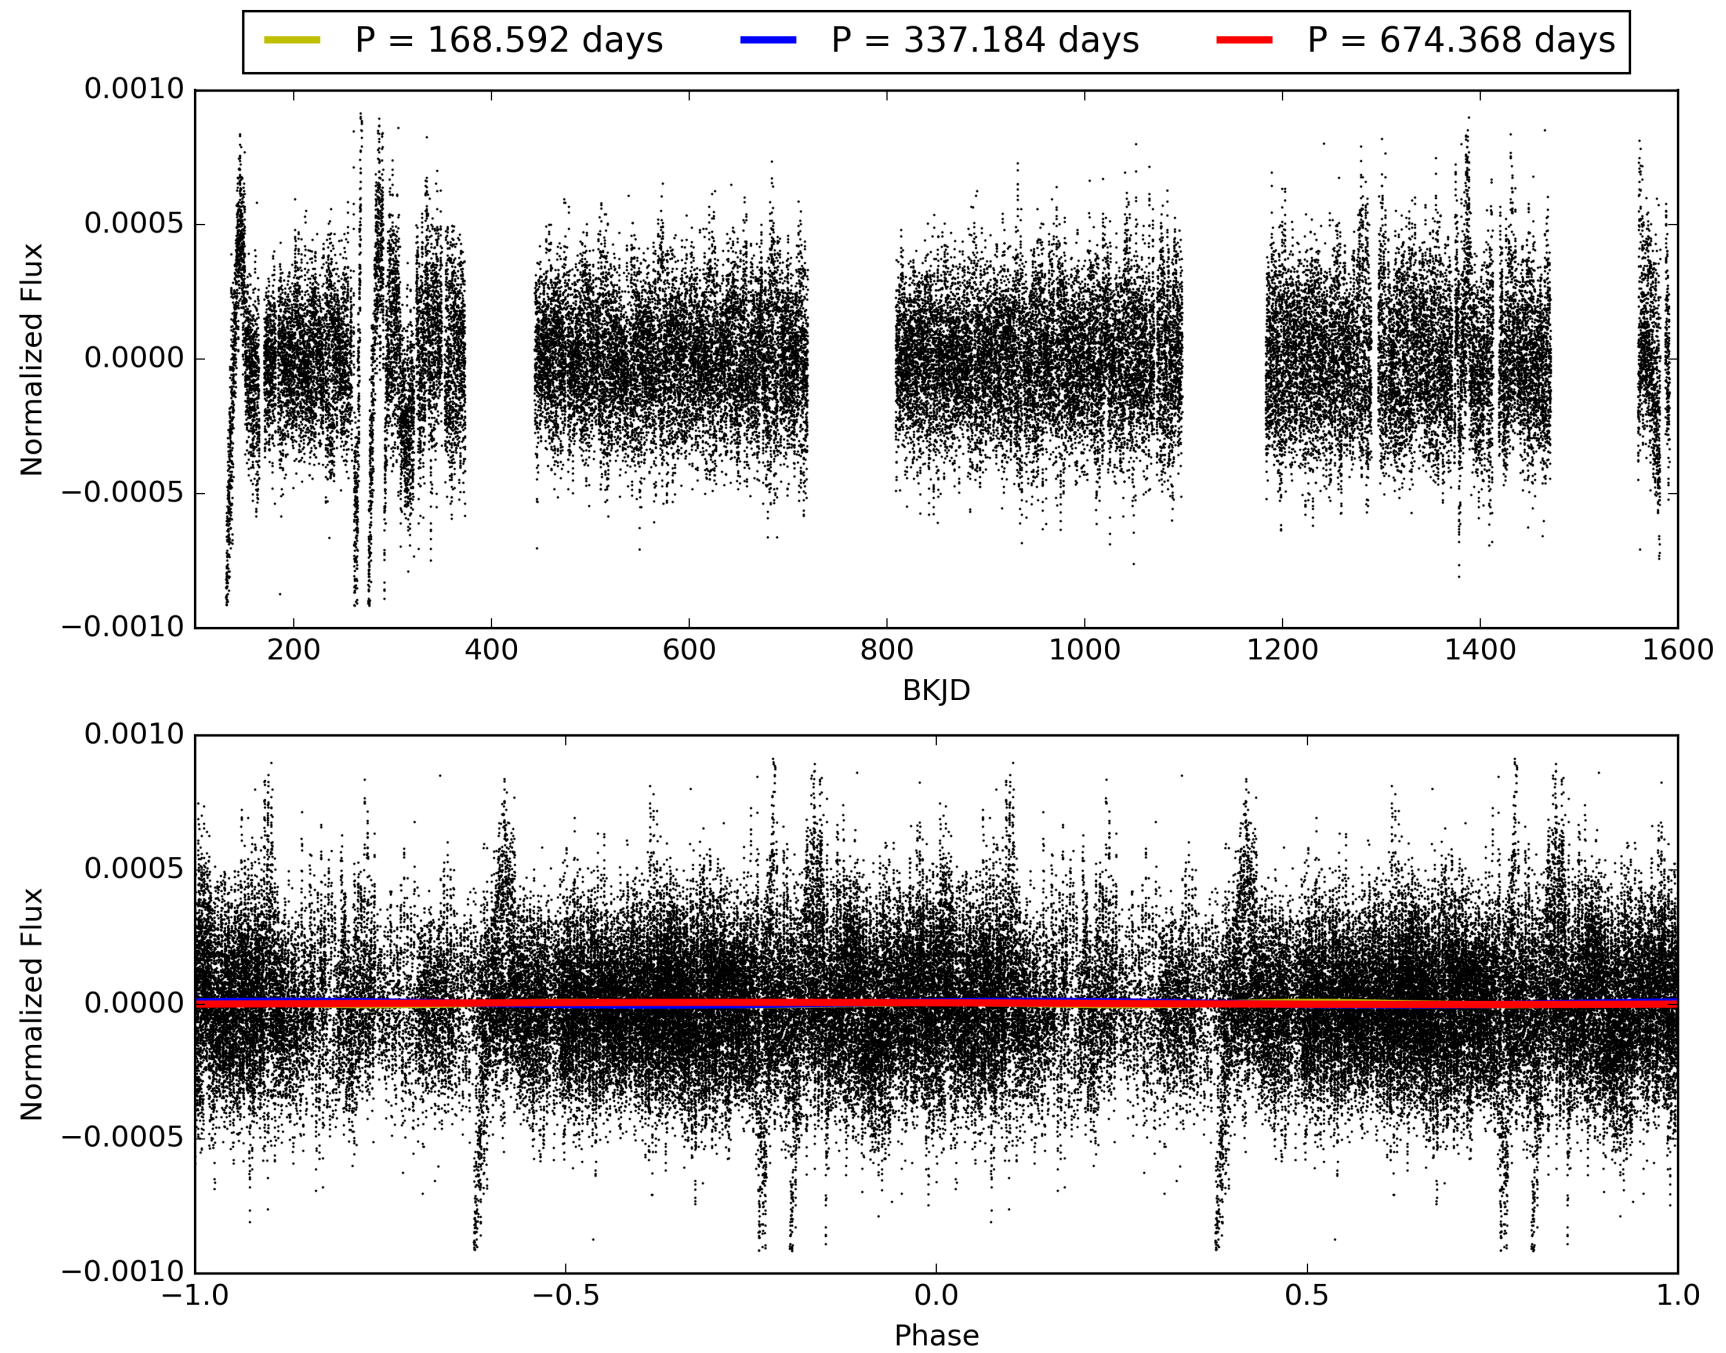 P = 168.592 days P = 337.184 days P = 674.368 days
0.0010
0.0005
0.0000
−0.0005
−0.0010
Normalized Flux
200 400 600 800 1000 1200 1400 1600
BKJD
0.0010
0.0005
0.0000
−0.0005
−0.0010
Normalized Flux
−1.0 −0.5 0.0 0.5 1.0
Phase